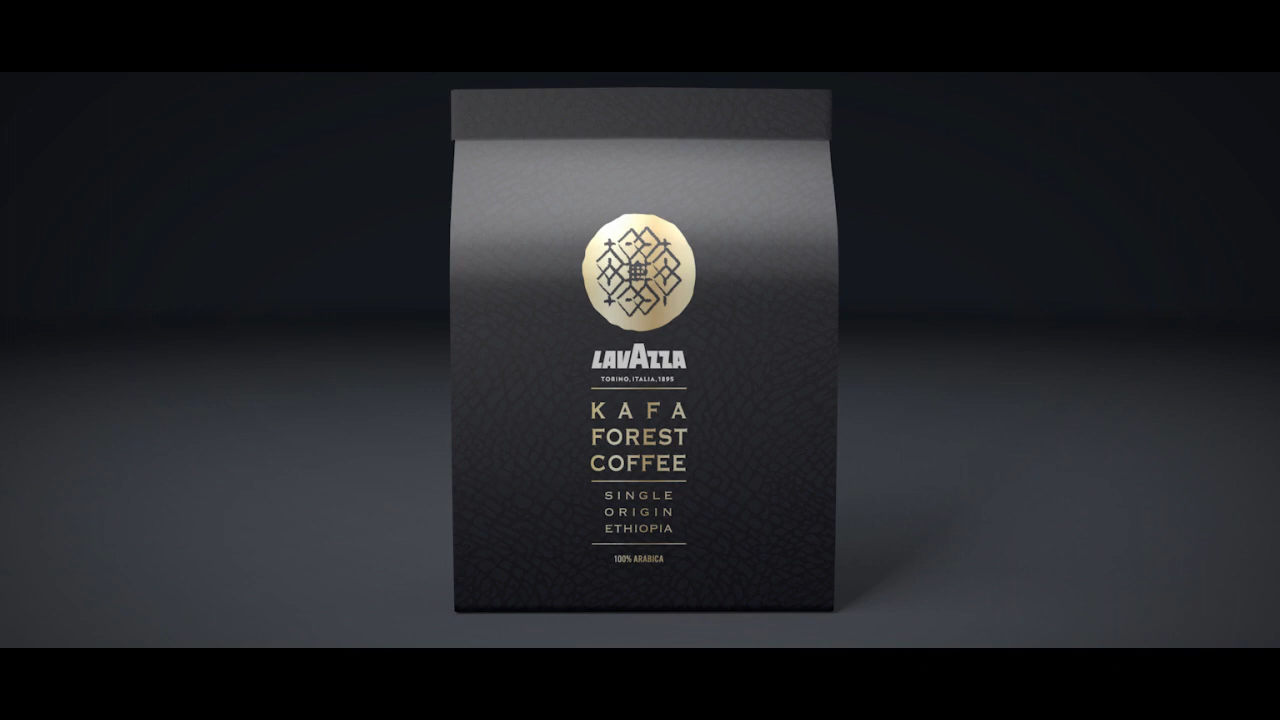 LAVAZZA
TORINO, ITALIA, 1895
KAFA
FOREST
COFFEE
SINGLE
ORIGIN
ETHIOPIA
100% ARABICA